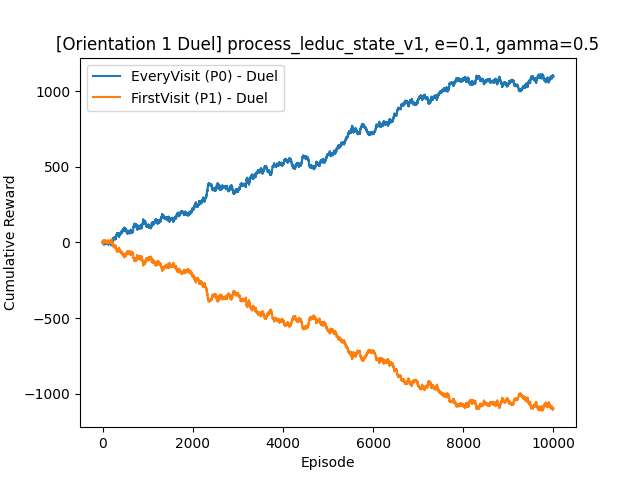 [Orientation 1 Duel] process_leduc_state_v1, e=0.1, gamma=0.5
EveryVisit (P0) - Duel
FirstVisit (P1) - Duel
1000
500
0
−500
−1000
Cumulative Reward
0 2000 4000 6000 8000 10000
Episode